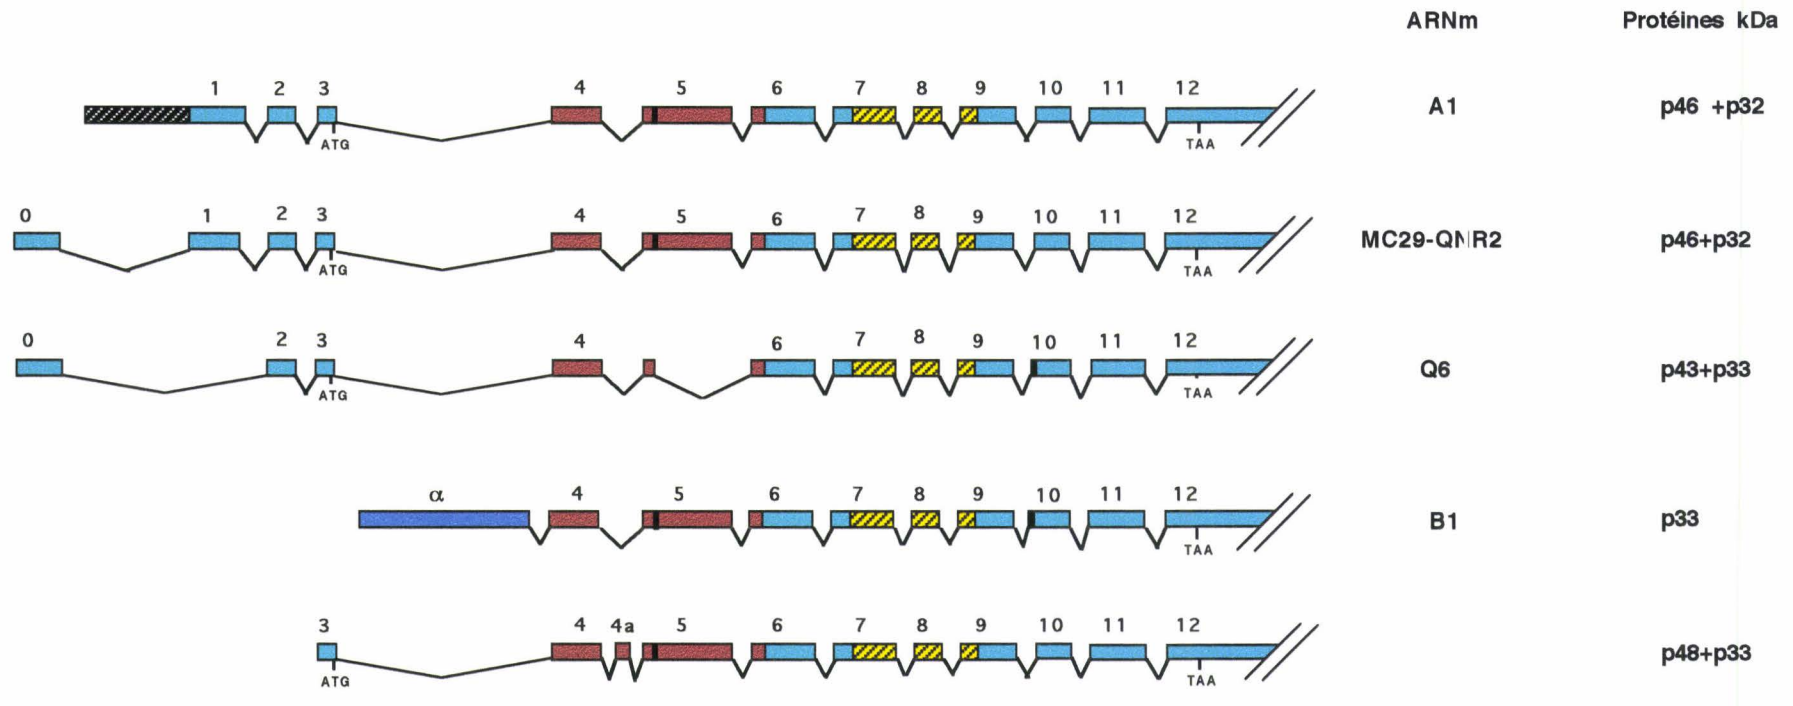 ARNm Protéines kDa
1 2 3 4 5 6 7 8 9 10 11 12
A1 p46 +p32
ATG TAA
0 1 2 3 4 5 6 7 8 9 10 11 12
MC29-QNR2 p46+p32
ATG TAA
0 2 3 4 6 7 8 9 10 11 12
Q6 p43+p33
ATG TAA
α 4 5 6 7 8 9 10 11 12
B1 p33
TAA
3 4 4a 5 6 7 8 9 10 11 12
p48+p33
ATG TAA